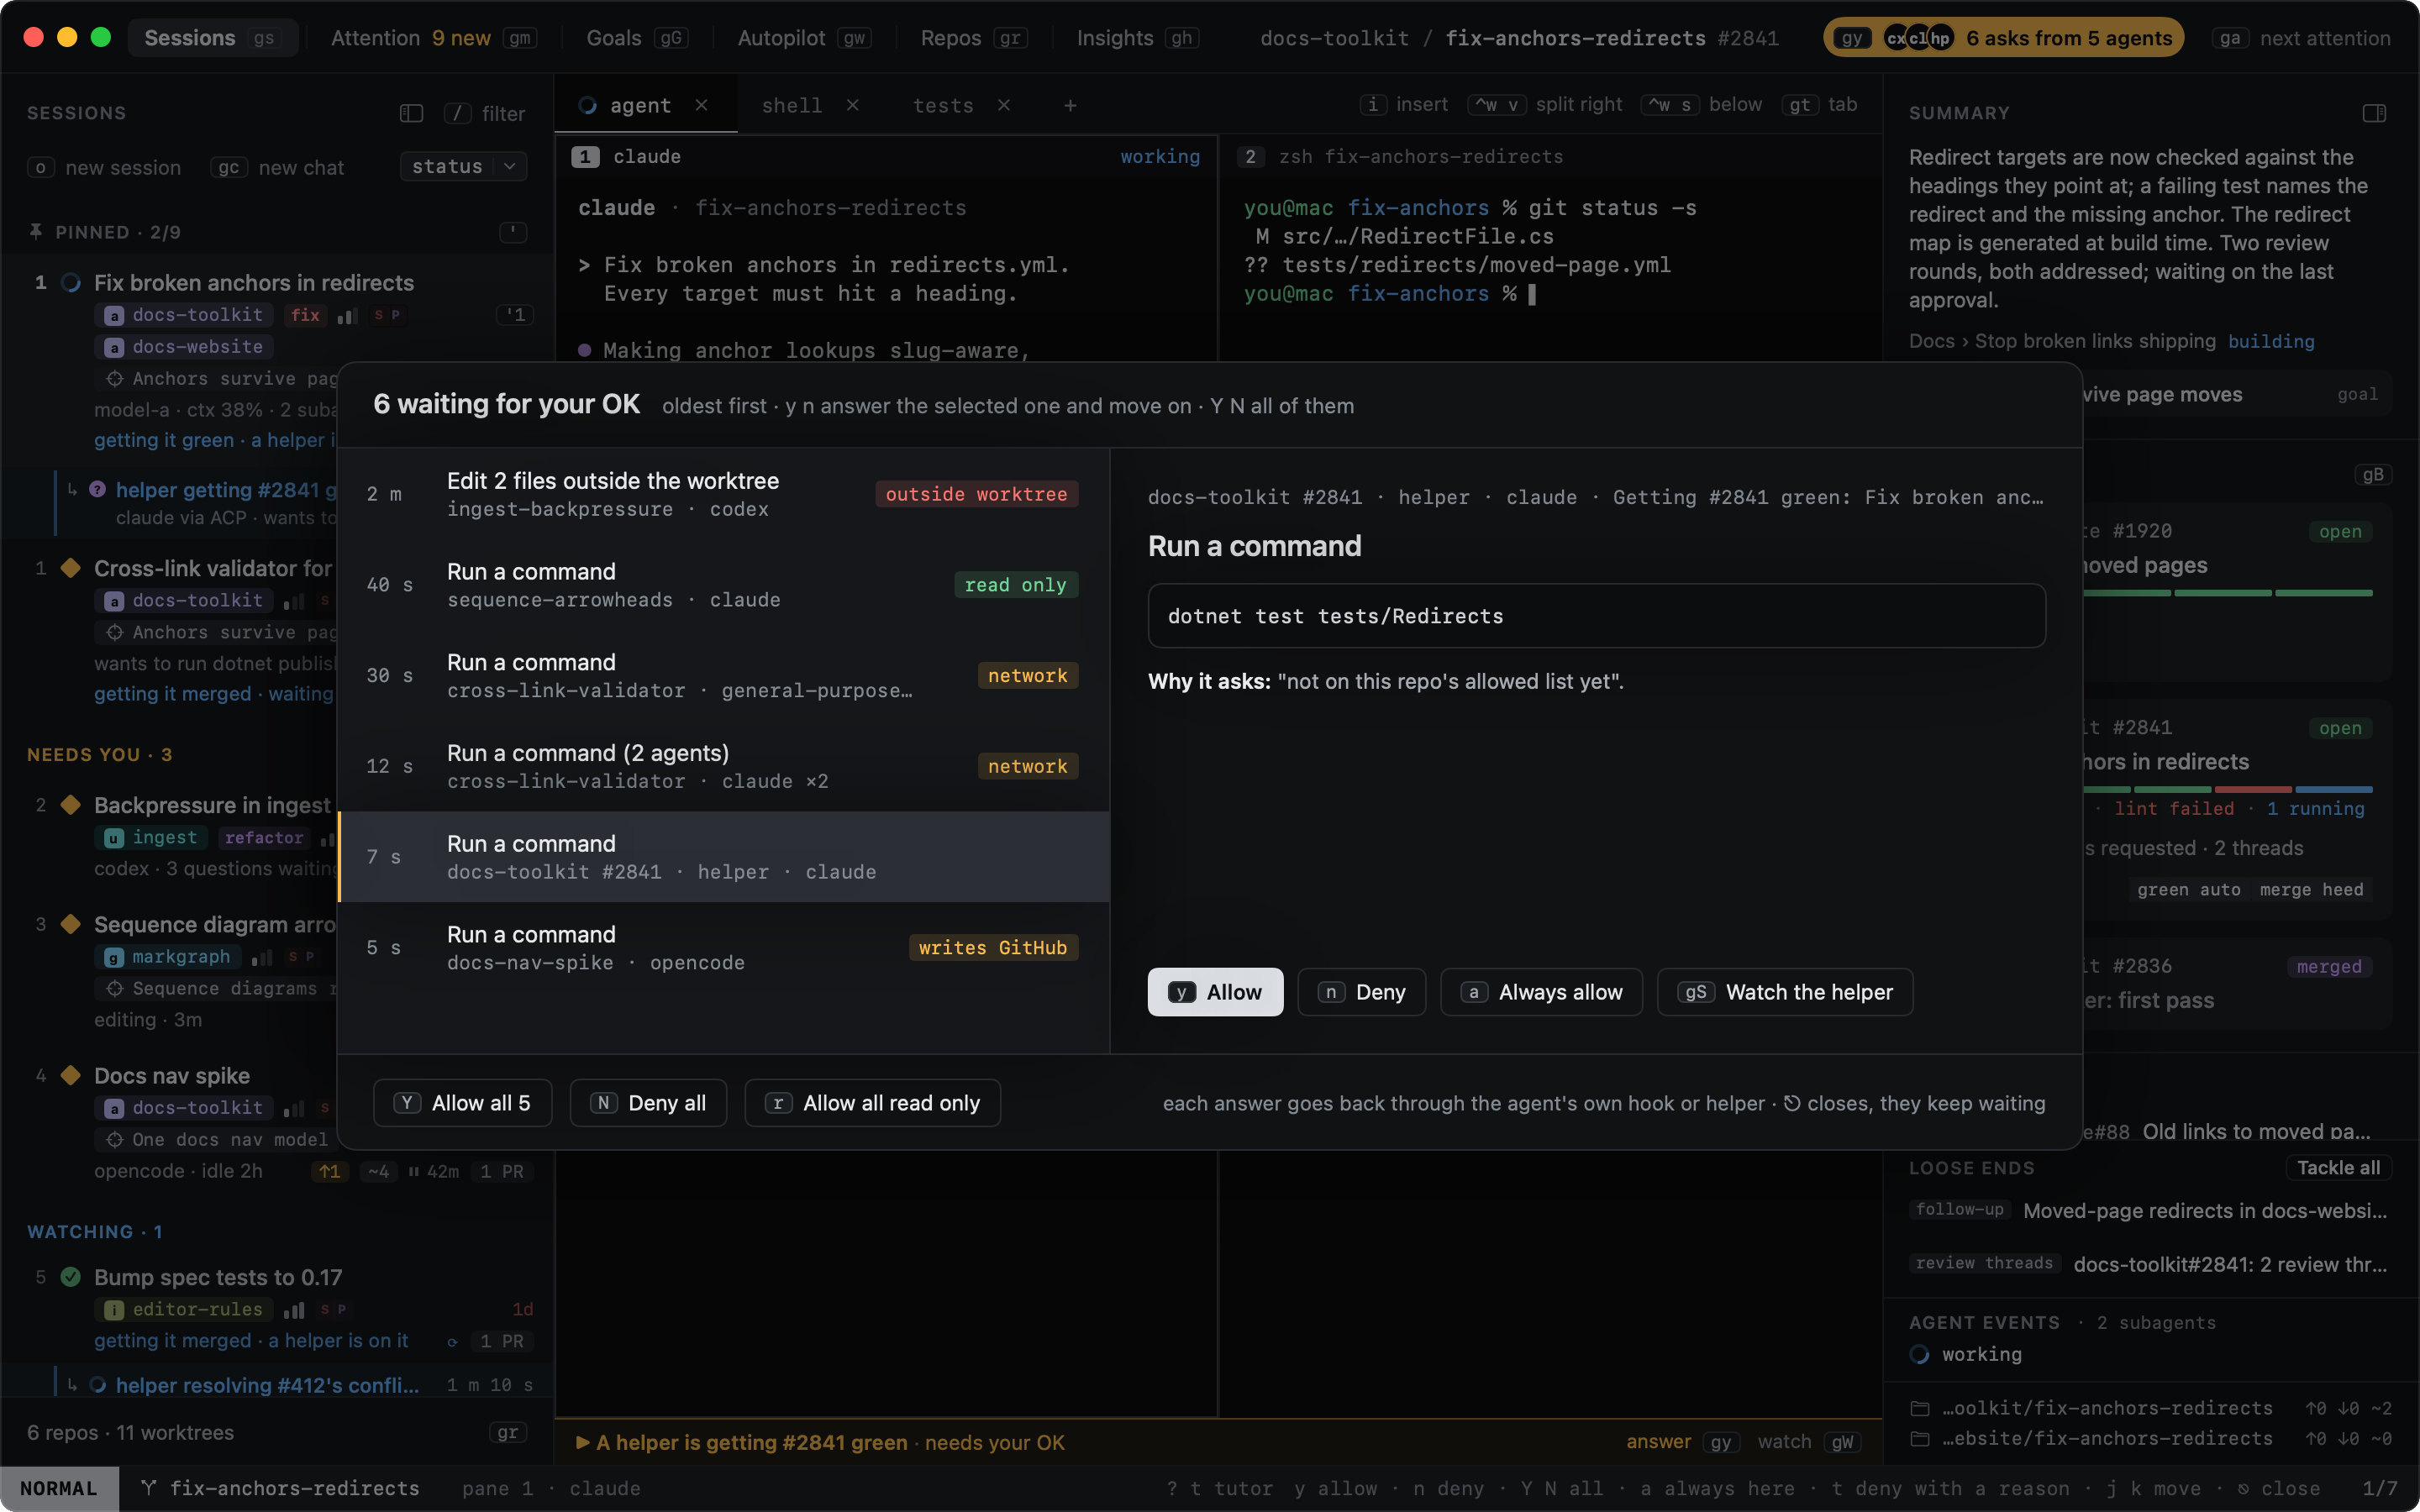 Sessions gs
Attention 9 new gm
Goals gG
Autopilot gw
Repos gr
Insights gh
docs-toolkit / fix-anchors-redirects #2841
gy cx cl hp 6 asks from 5 agents
ga next attention
SESSIONS
/ filter
o new session gc new chat status
PINNED · 2/9 '
1 Fix broken anchors in redirects
a docs-toolkit fix S P '1
a docs-website
Anchors survive pag
model-a · ctx 38% · 2 suba
getting it green · a helper i
↳ ? helper getting #2841 g
claude via ACP · wants to
1 Cross-link validator for
a docs-toolkit S
Anchors survive pag
wants to run dotnet publis
getting it merged · waiting
NEEDS YOU · 3
2 Backpressure in ingest
u ingest refactor
codex · 3 questions waiting
3 Sequence diagram arro
g markgraph S P
Sequence diagrams r
editing · 3m
4 Docs nav spike
a docs-toolkit S
One docs nav model
opencode · idle 2h ↑1 ~4 42m 1 PR
WATCHING · 1
5 Bump spec tests to 0.17
i editor-rules S P 1d
getting it merged · a helper is on it 1 PR
↳ helper resolving #412's confli… 1 m 10 s
6 repos · 11 worktrees gr
agent × shell × tests × +
i insert ^w v split right ^w s below gt tab
1 claude working
claude · fix-anchors-redirects
> Fix broken anchors in redirects.yml.
Every target must hit a heading.
Making anchor lookups slug-aware,
2 zsh fix-anchors-redirects
you@mac fix-anchors % git status -s
M src/…/RedirectFile.cs
?? tests/redirects/moved-page.yml
you@mac fix-anchors %
6 waiting for your OK oldest first · y n answer the selected one and move on · Y N all of them
2 m Edit 2 files outside the worktree
ingest-backpressure · codex
outside worktree
40 s Run a command
sequence-arrowheads · claude
read only
30 s Run a command
cross-link-validator · general-purpose…
network
12 s Run a command (2 agents)
cross-link-validator · claude ×2
network
7 s Run a command
docs-toolkit #2841 · helper · claude
5 s Run a command
docs-nav-spike · opencode
writes GitHub
docs-toolkit #2841 · helper · claude · Getting #2841 green: Fix broken anc…
Run a command
dotnet test tests/Redirects
Why it asks: "not on this repo's allowed list yet".
y Allow n Deny a Always allow gS Watch the helper
Y Allow all 5 N Deny all r Allow all read only
each answer goes back through the agent's own hook or helper · ⎋ closes, they keep waiting
▶ A helper is getting #2841 green · needs your OK
answer gy watch gW
SUMMARY
Redirect targets are now checked against the
headings they point at; a failing test names the
redirect and the missing anchor. The redirect
map is generated at build time. Two review
rounds, both addressed; waiting on the last
approval.
Docs › Stop broken links shipping building
vive page moves goal
gB
te #1920 open
oved pages
it #2841 open
hors in redirects
· lint failed · 1 running
s requested · 2 threads
green auto merge heed
it #2836 merged
er: first pass
e#88 Old links to moved pa…
LOOSE ENDS Tackle all
follow-up Moved-page redirects in docs-websi…
review threads docs-toolkit#2841: 2 review thr…
AGENT EVENTS · 2 subagents
working
…oolkit/fix-anchors-redirects ↑0 ↓0 ~2
…ebsite/fix-anchors-redirects ↑0 ↓0 ~0
NORMAL fix-anchors-redirects pane 1 · claude
? t tutor y allow · n deny · Y N all · a always here · t deny with a reason · j k move · ⎋ close 1/7